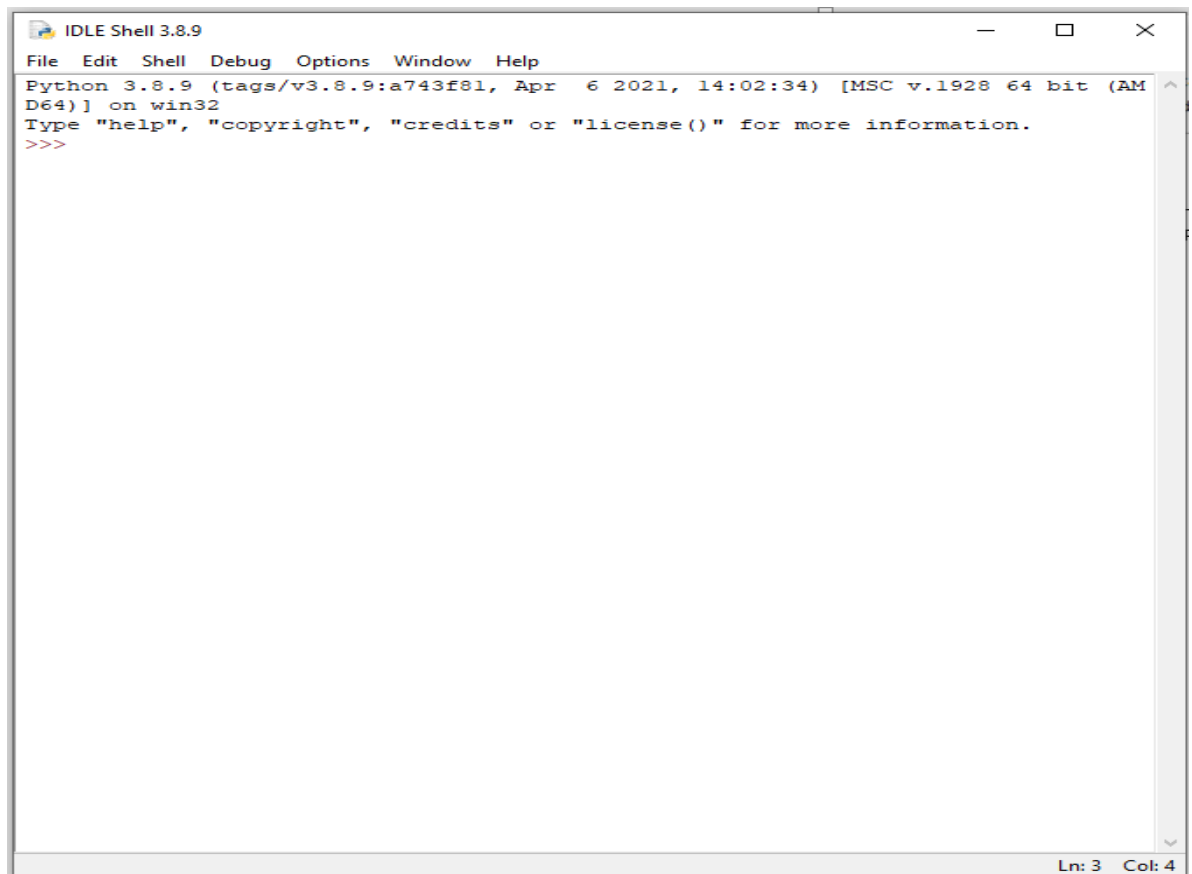 IDLE Shell 3.8.9
File Edit Shell Debug Options Window Help
Python 3.8.9 (tags/v3.8.9:a743f81, Apr  6 2021, 14:02:34) [MSC v.1928 64 bit (AM
D64)] on win32
Type "help", "copyright", "credits" or "license()" for more information.
>>>
Ln: 3 Col: 4